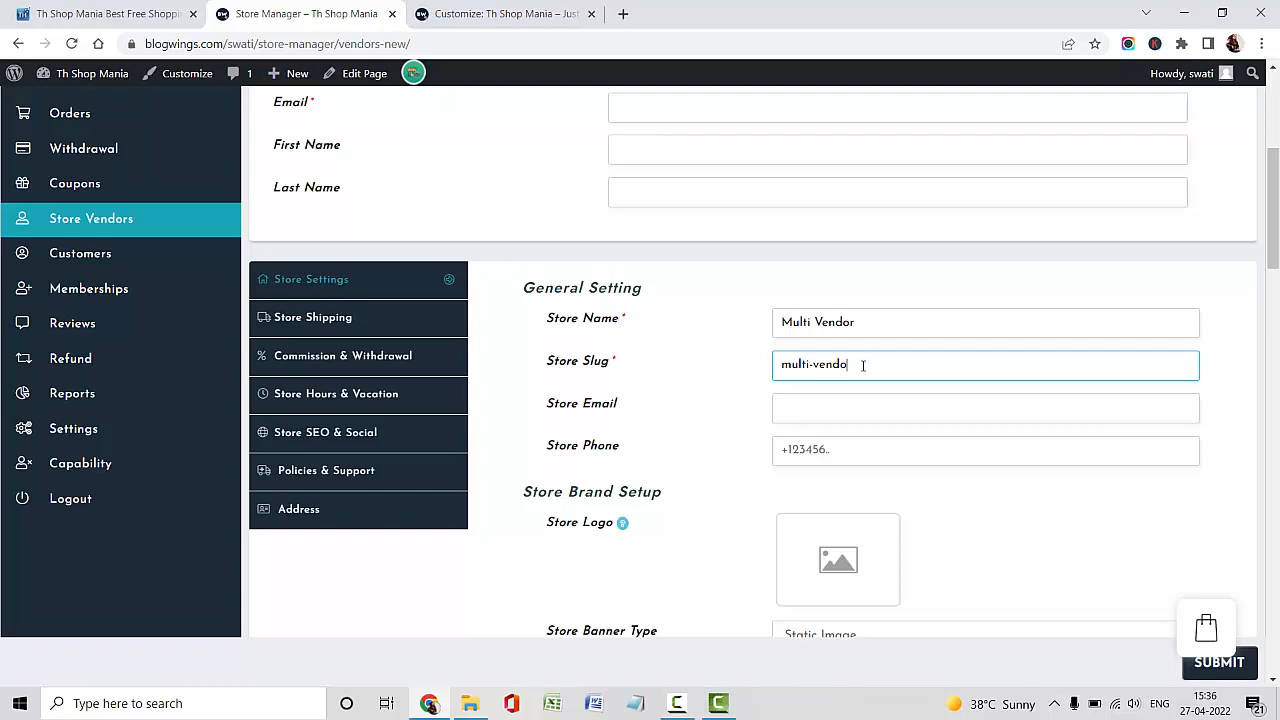 Th Shop Mania Best Free Shoppi
Store Manager – Th Shop Mania
Customize: Th Shop Mania – Just
blogwings.com/swati/store-manager/vendors-new/
Th Shop Mania
Customize
1
New
Edit Page
Howdy, swati
Orders
Withdrawal
Coupons
Store Vendors
Customers
Memberships
Reviews
Refund
Reports
Settings
Capability
Logout
Email*
First Name
Last Name
Store Settings
Store Shipping
Commission & Withdrawal
Store Hours & Vacation
Store SEO & Social
Policies & Support
Address
General Setting
Store Name* Multi Vendor
Store Slug* multi-vendo
Store Email
Store Phone +123456..
Store Brand Setup
Store Logo
Store Banner Type Static Image
SUBMIT
Type here to search
38°C Sunny
ENG
15:36
27-04-2022
21